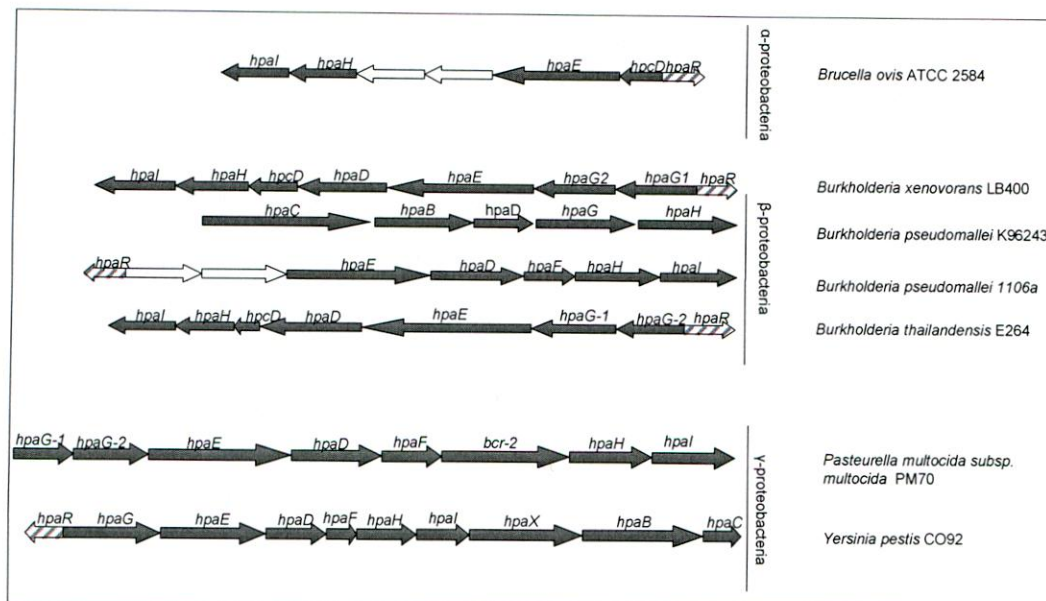 α-proteobacteria
hpaI hpaH hpaE hpcD hpaR Brucella ovis ATCC 2584
β-proteobacteria
hpaI hpaH hpcD hpaD hpaE hpaG2 hpaG1 hpaR Burkholderia xenovorans LB400
hpaC hpaB hpaD hpaG hpaH Burkholderia pseudomallei K96243
hpaR hpaE hpaD hpaF hpaH hpaI Burkholderia pseudomallei 1106a
hpaI hpaH hpcD hpaD hpaE hpaG-1 hpaG-2 hpaR Burkholderia thailandensis E264
γ-proteobacteria
hpaG-1 hpaG-2 hpaE hpaD hpaF bcr-2 hpaH hpaI Pasteurella multocida subsp.
multocida PM70
hpaR hpaG hpaE hpaD hpaF hpaH hpaI hpaX hpaB hpaC Yersinia pestis CO92